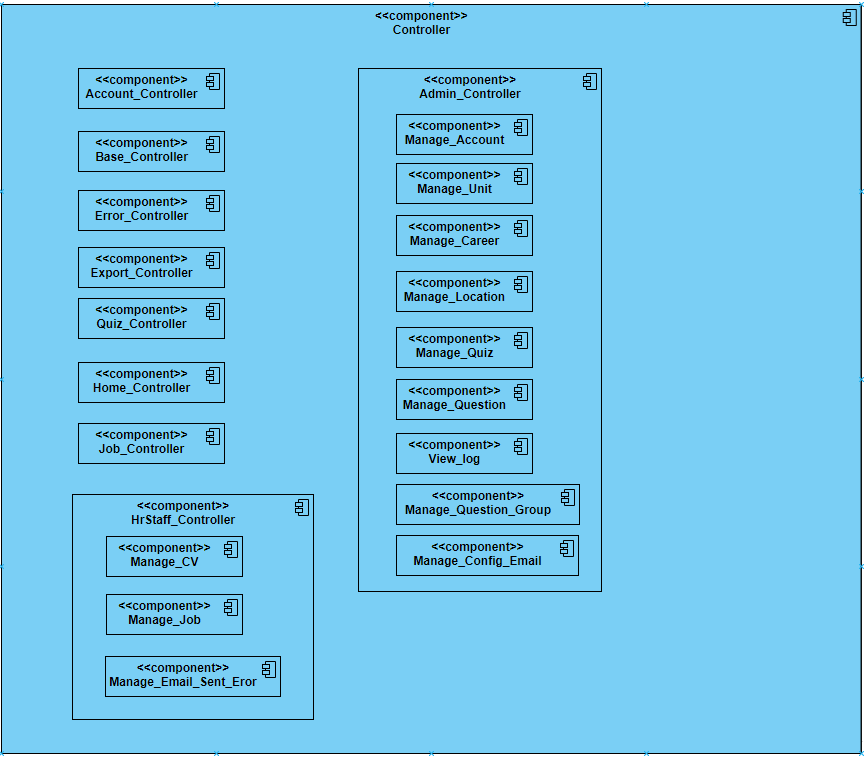 <<component>>
Controller
<<component>>
Account_Controller
<<component>>
Base_Controller
<<component>>
Error_Controller
<<component>>
Export_Controller
<<component>>
Quiz_Controller
<<component>>
Home_Controller
<<component>>
Job_Controller
<<component>>
HrStaff_Controller
<<component>>
Manage_CV
<<component>>
Manage_Job
<<component>>
Manage_Email_Sent_Eror
<<component>>
Admin_Controller
<<component>>
Manage_Account
<<component>>
Manage_Unit
<<component>>
Manage_Career
<<component>>
Manage_Location
<<component>>
Manage_Quiz
<<component>>
Manage_Question
<<component>>
View_log
<<component>>
Manage_Question_Group
<<component>>
Manage_Config_Email